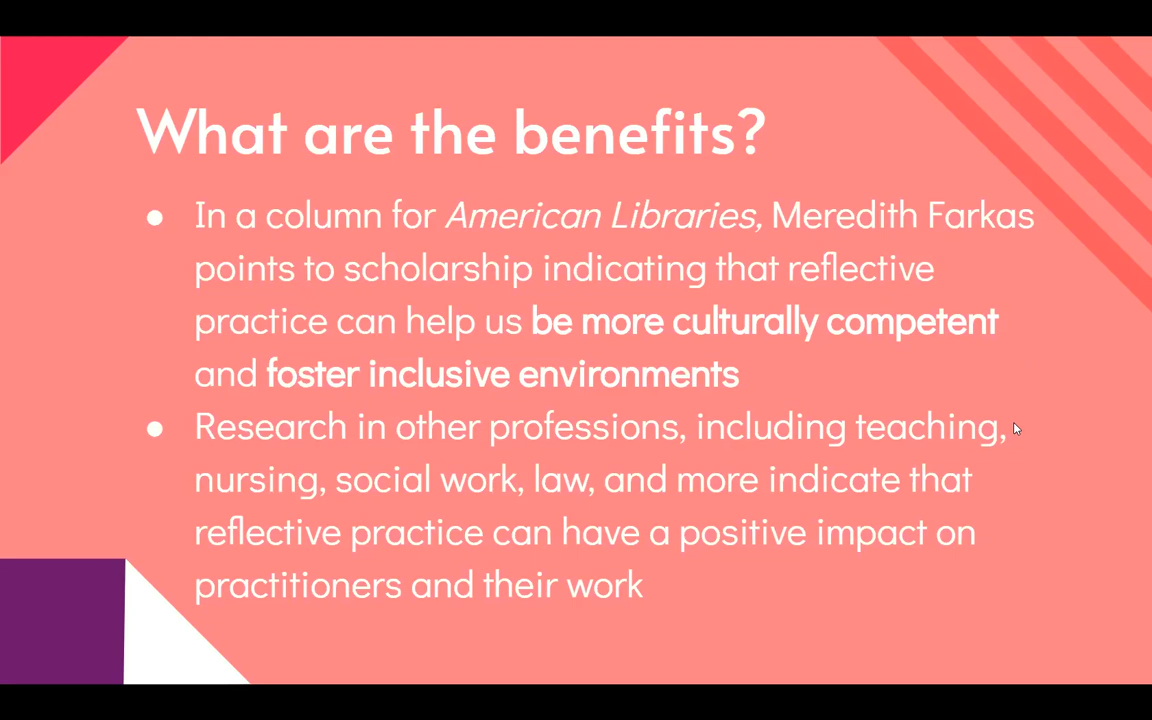 What are the benefits?
● In a column for American Libraries, Meredith Farkas
points to scholarship indicating that reflective
practice can help us be more culturally competent
and foster inclusive environments
● Research in other professions, including teaching,
nursing, social work, law, and more indicate that
reflective practice can have a positive impact on
practitioners and their work